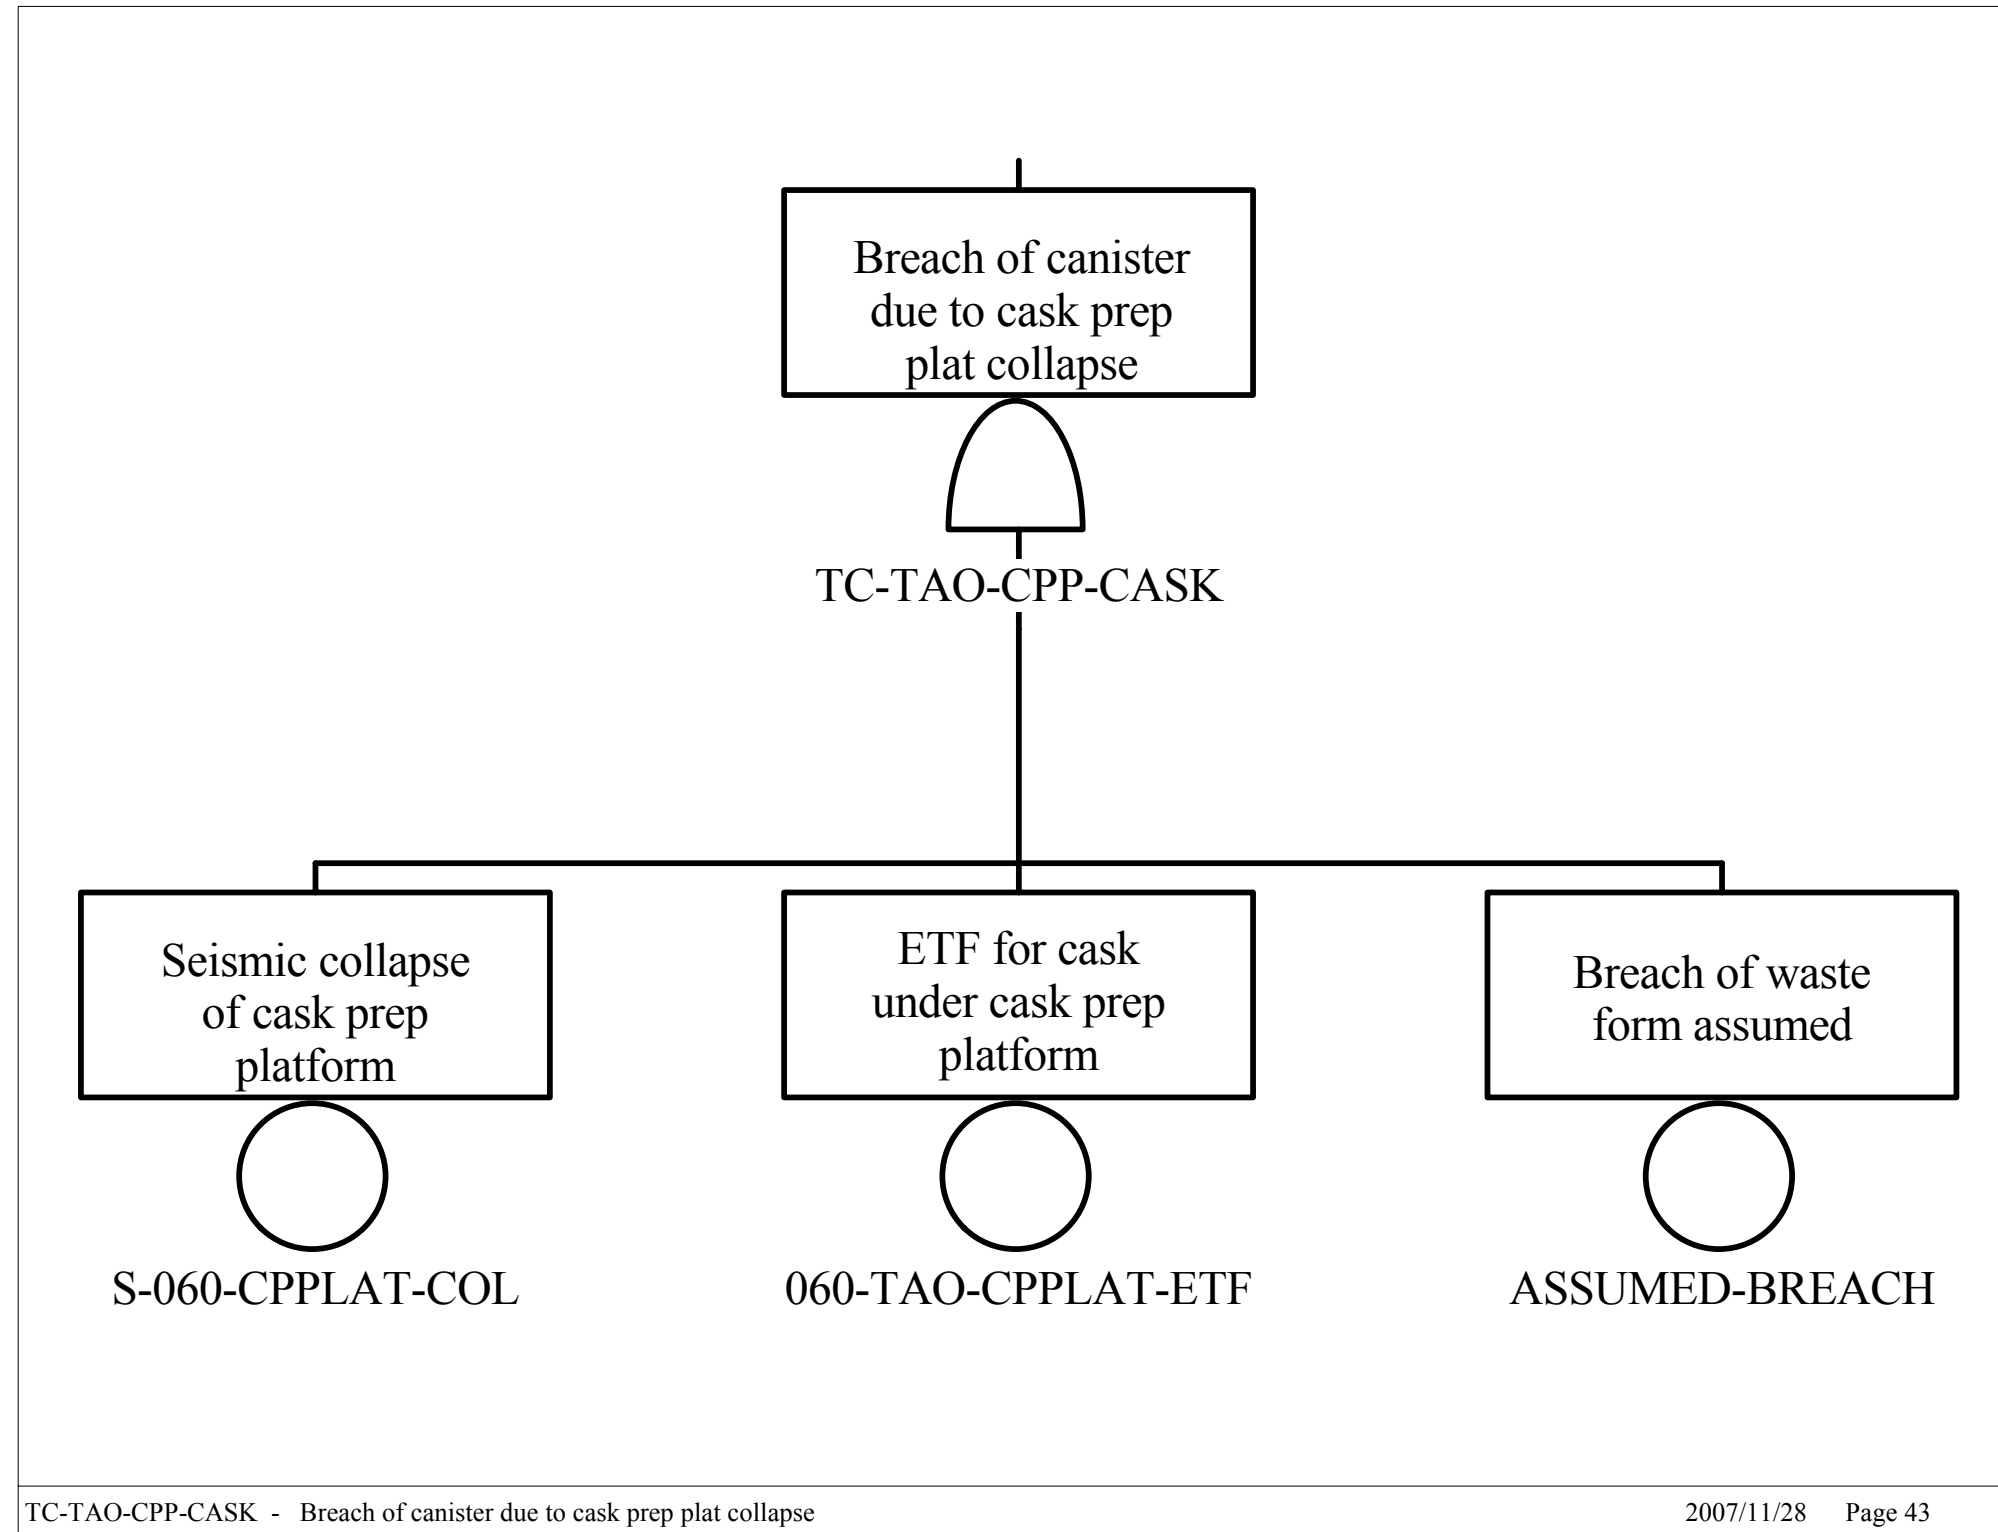 Breach of canister
due to cask prep
plat collapse
TC-TAO-CPP-CASK
Seismic collapse
of cask prep
platform
S-060-CPPLAT-COL
ETF for cask
under cask prep
platform
060-TAO-CPPLAT-ETF
Breach of waste
form assumed
ASSUMED-BREACH
TC-TAO-CPP-CASK - Breach of canister due to cask prep plat collapse
2007/11/28 Page 43